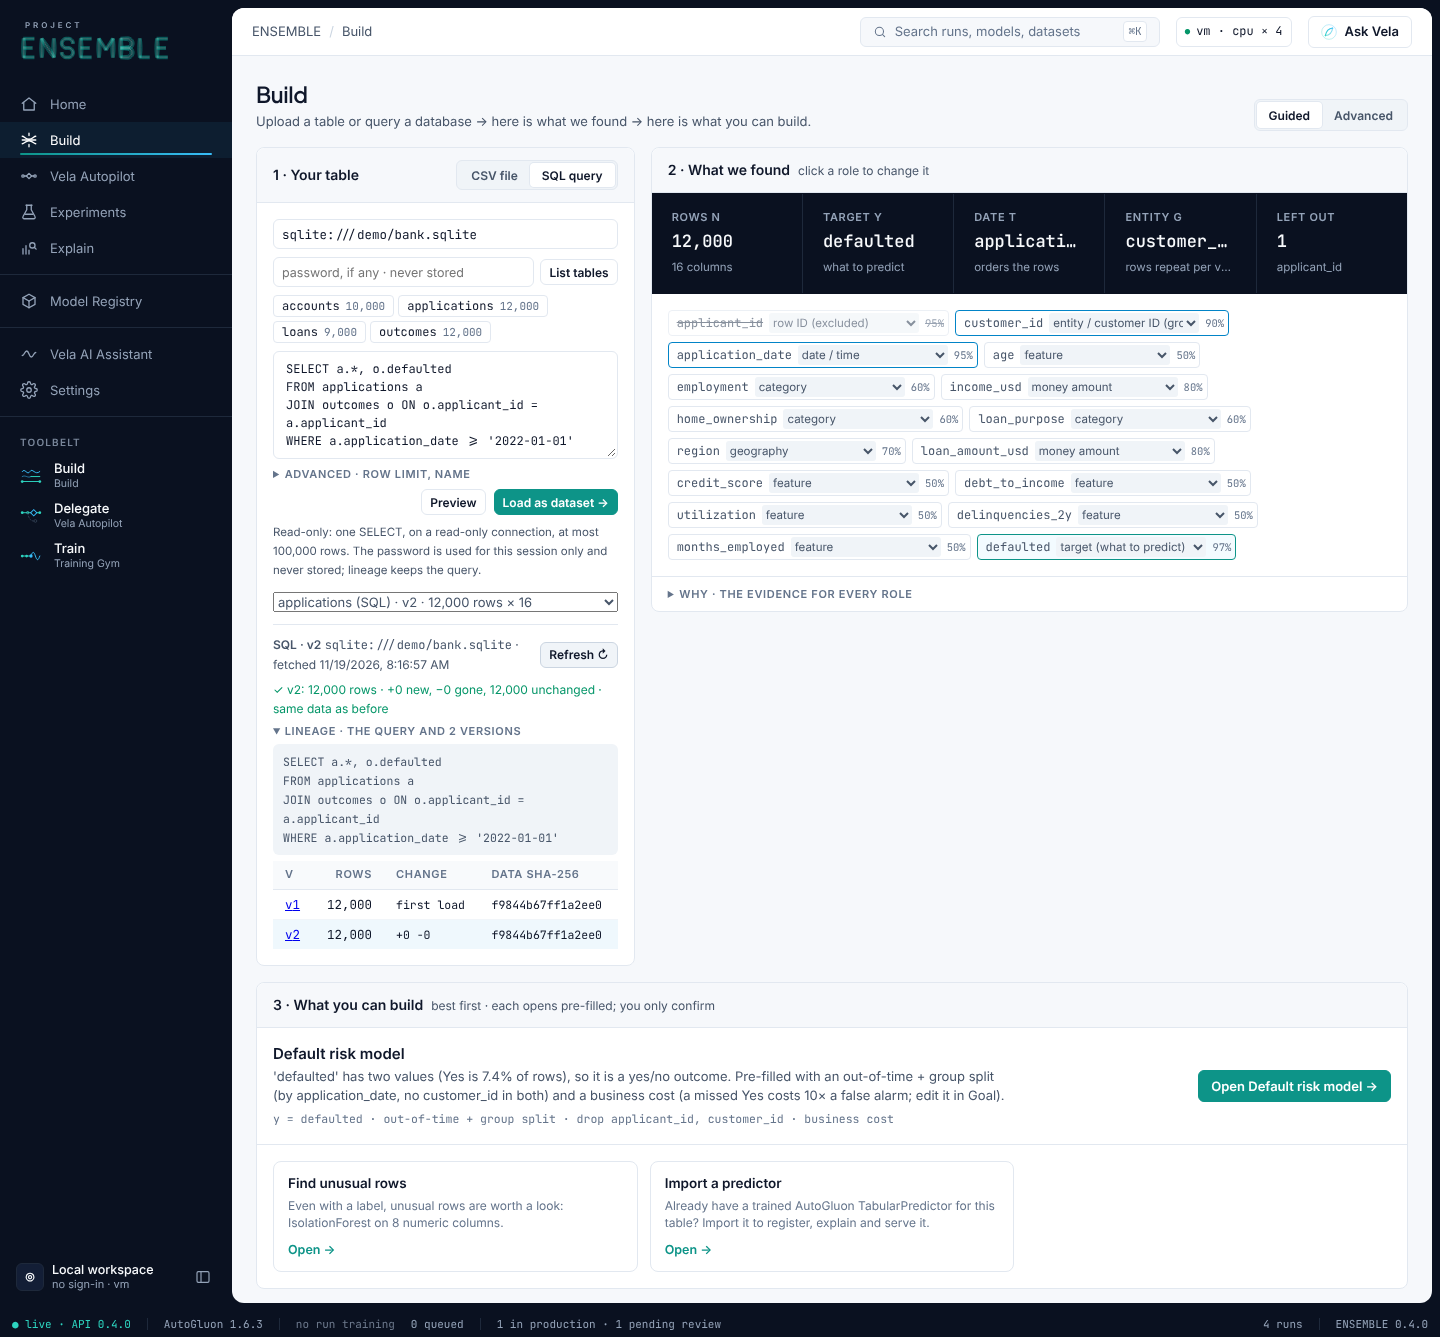 PROJECT
ENSEMBLE
Home
Build
Vela Autopilot
Experiments
Explain
Model Registry
Vela AI Assistant
Settings
TOOLBELT
Build
Build
Delegate
Vela Autopilot
Train
Training Gym
Local workspace
no sign-in · vm
ENSEMBLE / Build
Search runs, models, datasets ⌘K
vm · cpu × 4
Ask Vela
Build
Upload a table or query a database → here is what we found → here is what you can build.
Guided Advanced
1 · Your table
CSV file SQL query
sqlite:///demo/bank.sqlite
password, if any · never stored
List tables
accounts 10,000 applications 12,000
loans 9,000 outcomes 12,000
SELECT a.*, o.defaulted
FROM applications a
JOIN outcomes o ON o.applicant_id =
a.applicant_id
WHERE a.application_date >= '2022-01-01'
ADVANCED · ROW LIMIT, NAME
Preview Load as dataset →
Read-only: one SELECT, on a read-only connection, at most
100,000 rows. The password is used for this session only and
never stored; lineage keeps the query.
applications (SQL) · v2 · 12,000 rows × 16
SQL · v2 sqlite:///demo/bank.sqlite ·
fetched 11/19/2026, 8:16:57 AM
Refresh ↻
✓ v2: 12,000 rows · +0 new, −0 gone, 12,000 unchanged ·
same data as before
LINEAGE · THE QUERY AND 2 VERSIONS
SELECT a.*, o.defaulted
FROM applications a
JOIN outcomes o ON o.applicant_id =
a.applicant_id
WHERE a.application_date >= '2022-01-01'
V ROWS CHANGE DATA SHA-256
v1 12,000 first load f9844b67ff1a2ee0
v2 12,000 +0 -0 f9844b67ff1a2ee0
2 · What we found click a role to change it
ROWS N
12,000
16 columns
TARGET Y
defaulted
what to predict
DATE T
applicati…
orders the rows
ENTITY G
customer_…
rows repeat per v…
LEFT OUT
1
applicant_id
applicant_id row ID (excluded) 95% customer_id entity / customer ID (grc 90%
application_date date / time 95% age feature 50%
employment category 60% income_usd money amount 80%
home_ownership category 60% loan_purpose category 60%
region geography 70% loan_amount_usd money amount 80%
credit_score feature 50% debt_to_income feature 50%
utilization feature 50% delinquencies_2y feature 50%
months_employed feature 50% defaulted target (what to predict) 97%
WHY · THE EVIDENCE FOR EVERY ROLE
3 · What you can build best first · each opens pre-filled; you only confirm
Default risk model
'defaulted' has two values (Yes is 7.4% of rows), so it is a yes/no outcome. Pre-filled with an out-of-time + group split
(by application_date, no customer_id in both) and a business cost (a missed Yes costs 10× a false alarm; edit it in Goal).
y = defaulted · out-of-time + group split · drop applicant_id, customer_id · business cost
Open Default risk model →
Find unusual rows
Even with a label, unusual rows are worth a look:
IsolationForest on 8 numeric columns.
Open →
Import a predictor
Already have a trained AutoGluon TabularPredictor for this
table? Import it to register, explain and serve it.
Open →
live · API 0.4.0 AutoGluon 1.6.3 no run training 0 queued 1 in production · 1 pending review 4 runs ENSEMBLE 0.4.0